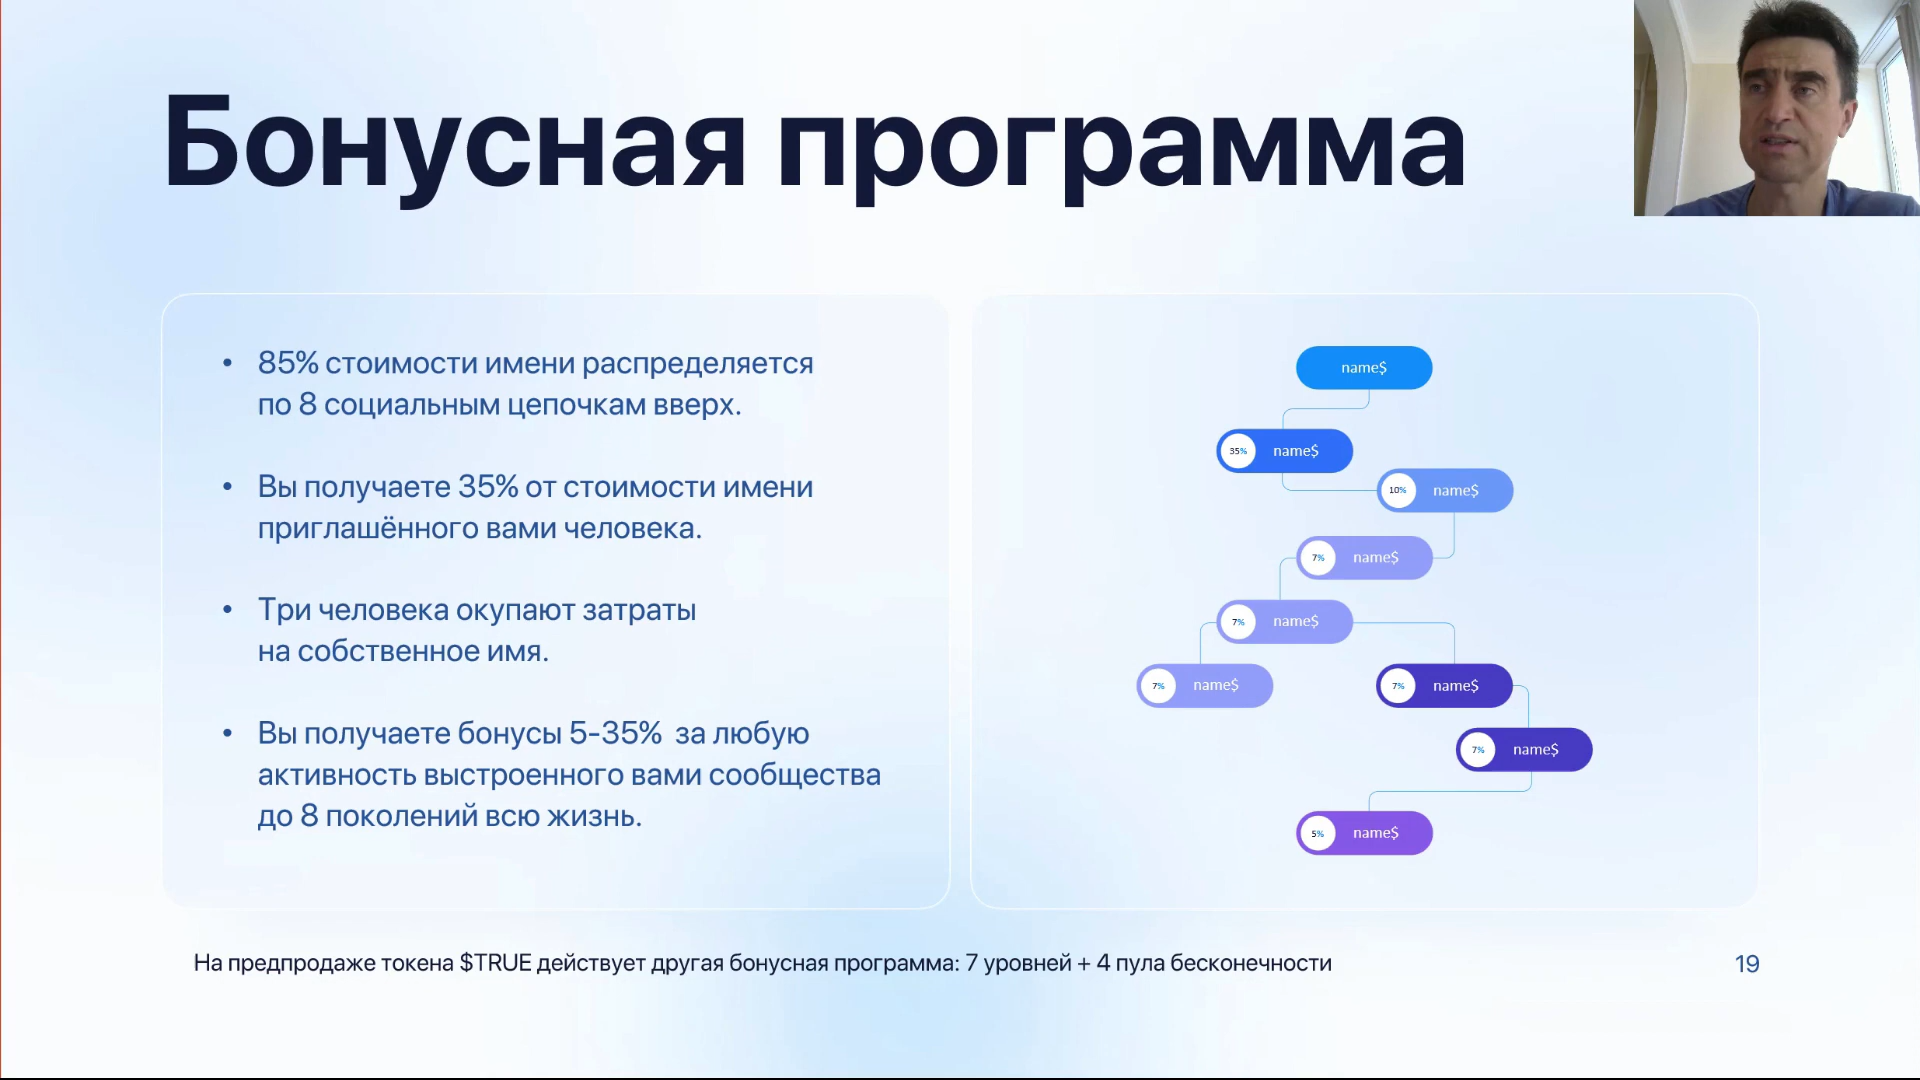 Бонусная программа
• 85% стоимости имени распределяется
по 8 социальным цепочкам вверх.
• Вы получаете 35% от стоимости имени
приглашённого вами человека.
• Три человека окупают затраты
на собственное имя.
• Вы получаете бонусы 5-35%  за любую
активность выстроенного вами сообщества
до 8 поколений всю жизнь.
name$
35% name$
10% name$
7% name$
7% name$
7% name$
7% name$
7% name$
5% name$
На предпродаже токена $TRUE действует другая бонусная программа: 7 уровней + 4 пула бесконечности
19